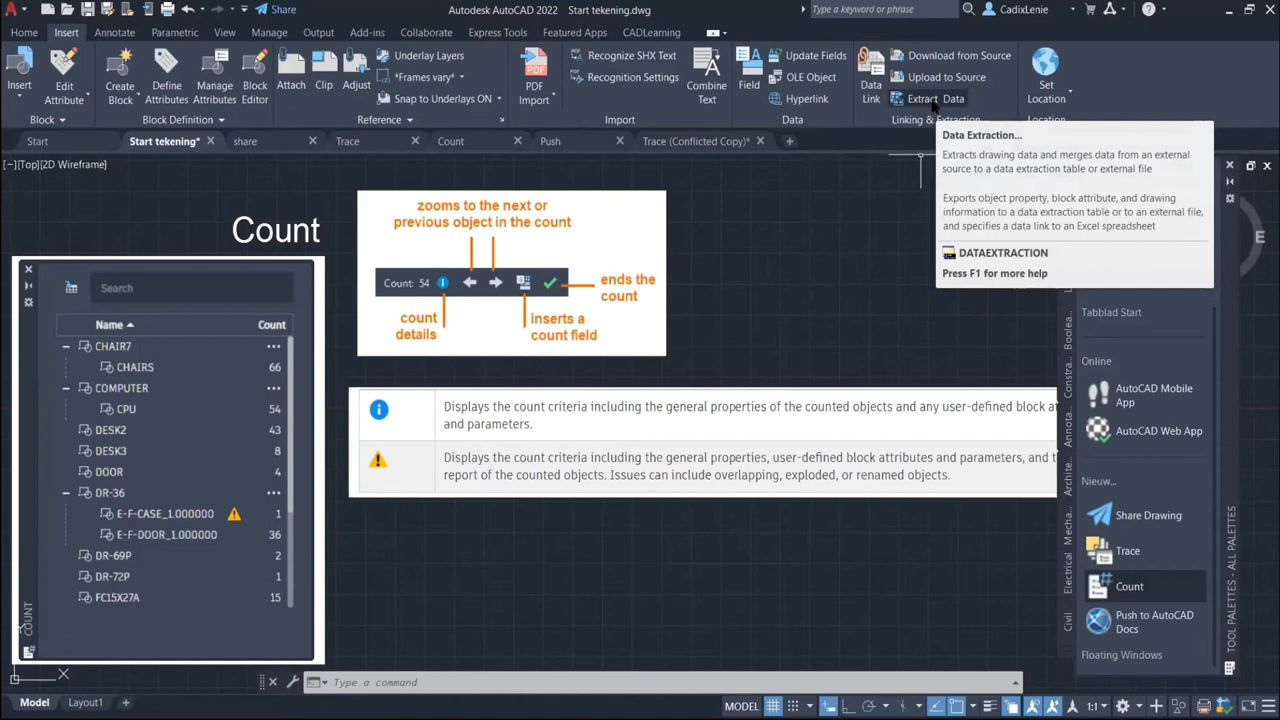 Share
Autodesk AutoCAD 2022 Start tekening.dwg
Type a keyword or phrase
CadixLenie
Home
Insert
Annotate
Parametric
View
Manage
Output
Add-ins
Collaborate
Express Tools
Featured Apps
CADLearning
Insert
Edit
Attribute
Create
Block
Define
Attributes
Manage
Attributes
Block
Editor
Attach
Clip
Adjust
Underlay Layers
*Frames vary*
Snap to Underlays ON
PDF
Import
Recognize SHX Text
Recognition Settings
Combine
Text
Field
Update Fields
OLE Object
Hyperlink
Data
Link
Download from Source
Upload to Source
Extract Data
Set
Location
Block
Block Definition
Reference
Import
Data
Linking & Extraction
Location
Start
Start tekening*
share
Trace
Count
Push
Trace (Conflicted Copy)*
[−][Top][2D Wireframe]
Data Extraction...
Extracts drawing data and merges data from an external
source to a data extraction table or external file
Exports object property, block attribute, and drawing
information to a data extraction table or to an external file,
and specifies a data link to an Excel spreadsheet
DATAEXTRACTION
Press F1 for more help
E
Count
Search
Name Count
CHAIR7
CHAIRS 66
COMPUTER
CPU 54
DESK2 43
DESK3 8
DOOR 4
DR-36
E-F-CASE_1.000000 1
E-F-DOOR_1.000000 36
DR-69P 2
DR-72P 1
FC15X27A 15
COUNT
zooms to the next or
previous object in the count
Count: 54
ends the
count
count
details
inserts a
count field
Displays the count criteria including the general properties of the counted objects and any user-defined block at
and parameters.
Displays the count criteria including the general properties, user-defined block attributes and parameters, and t
report of the counted objects. Issues can include overlapping, exploded, or renamed objects.
Tabblad Start
Online
AutoCAD Mobile
App
AutoCAD Web App
Nieuw...
Share Drawing
Trace
Count
Push to AutoCAD
Docs
Floating Windows
Boolea..
Constra...
Annota..
Archite...
Mecha...
Electrical
Civil
TOOL PALETTES - ALL PALETTES
X
Type a command
Model
Layout1
MODEL
1:1